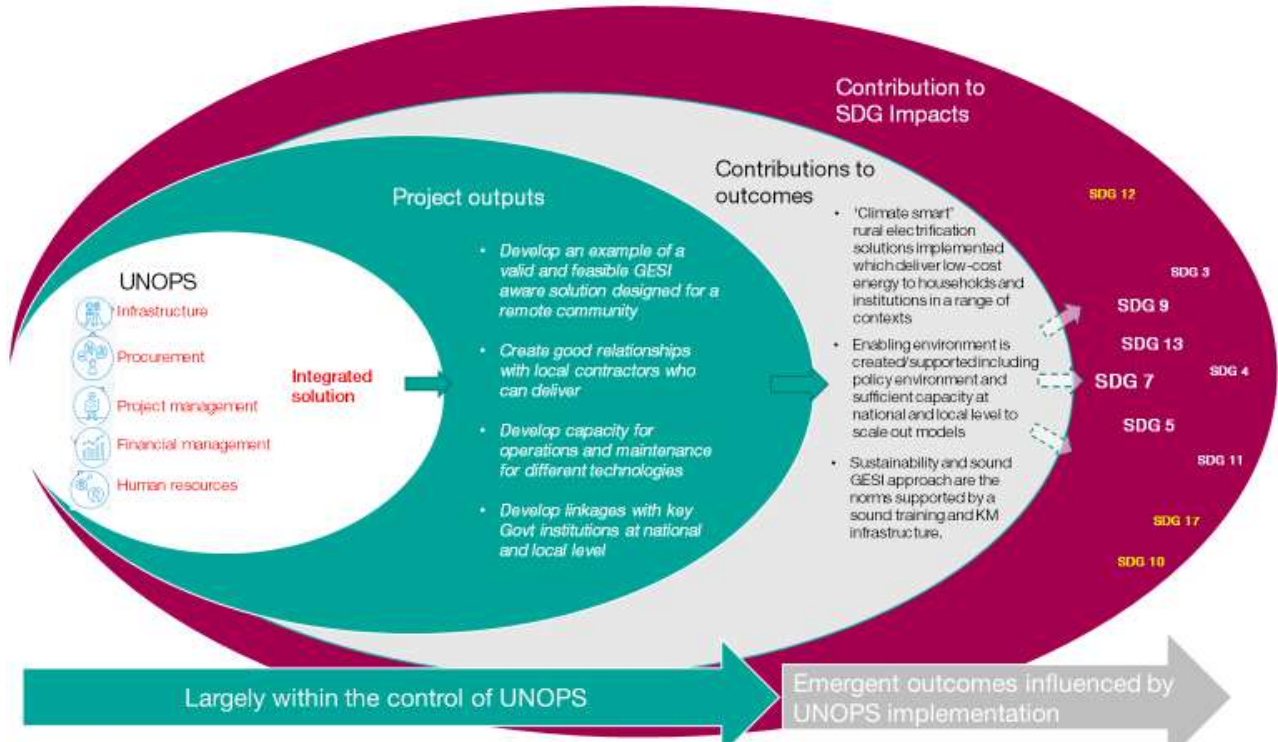 Contribution to
SDG Impacts
Contributions to
outcomes
Project outputs
UNOPS
Infrastructure
Procurement
Project management
Financial management
Human resources
Integrated
solution
• Develop an example of a
valid and feasible GESI
aware solution designed for a
remote community
• Create good relationships
with local contractors who
can deliver
• Develop capacity for
operations and maintenance
for different technologies
• Develop linkages with key
Govt institutions at national
and local level
• 'Climate smart'
rural electrification
solutions implemented
which deliver low-cost
energy to households and
institutions in a range of
contexts
• Enabling environment is
created/supported including
policy environment and
sufficient capacity at
national and local level to
scale out models
• Sustainability and sound
GESI approach are the
norms supported by a
sound training and KM
infrastructure.
SDG 12
SDG 3
SDG 9
SDG 13
SDG 4
SDG 7
SDG 5
SDG 11
SDG 17
SDG 10
Largely within the control of UNOPS
Emergent outcomes influenced by
UNOPS implementation